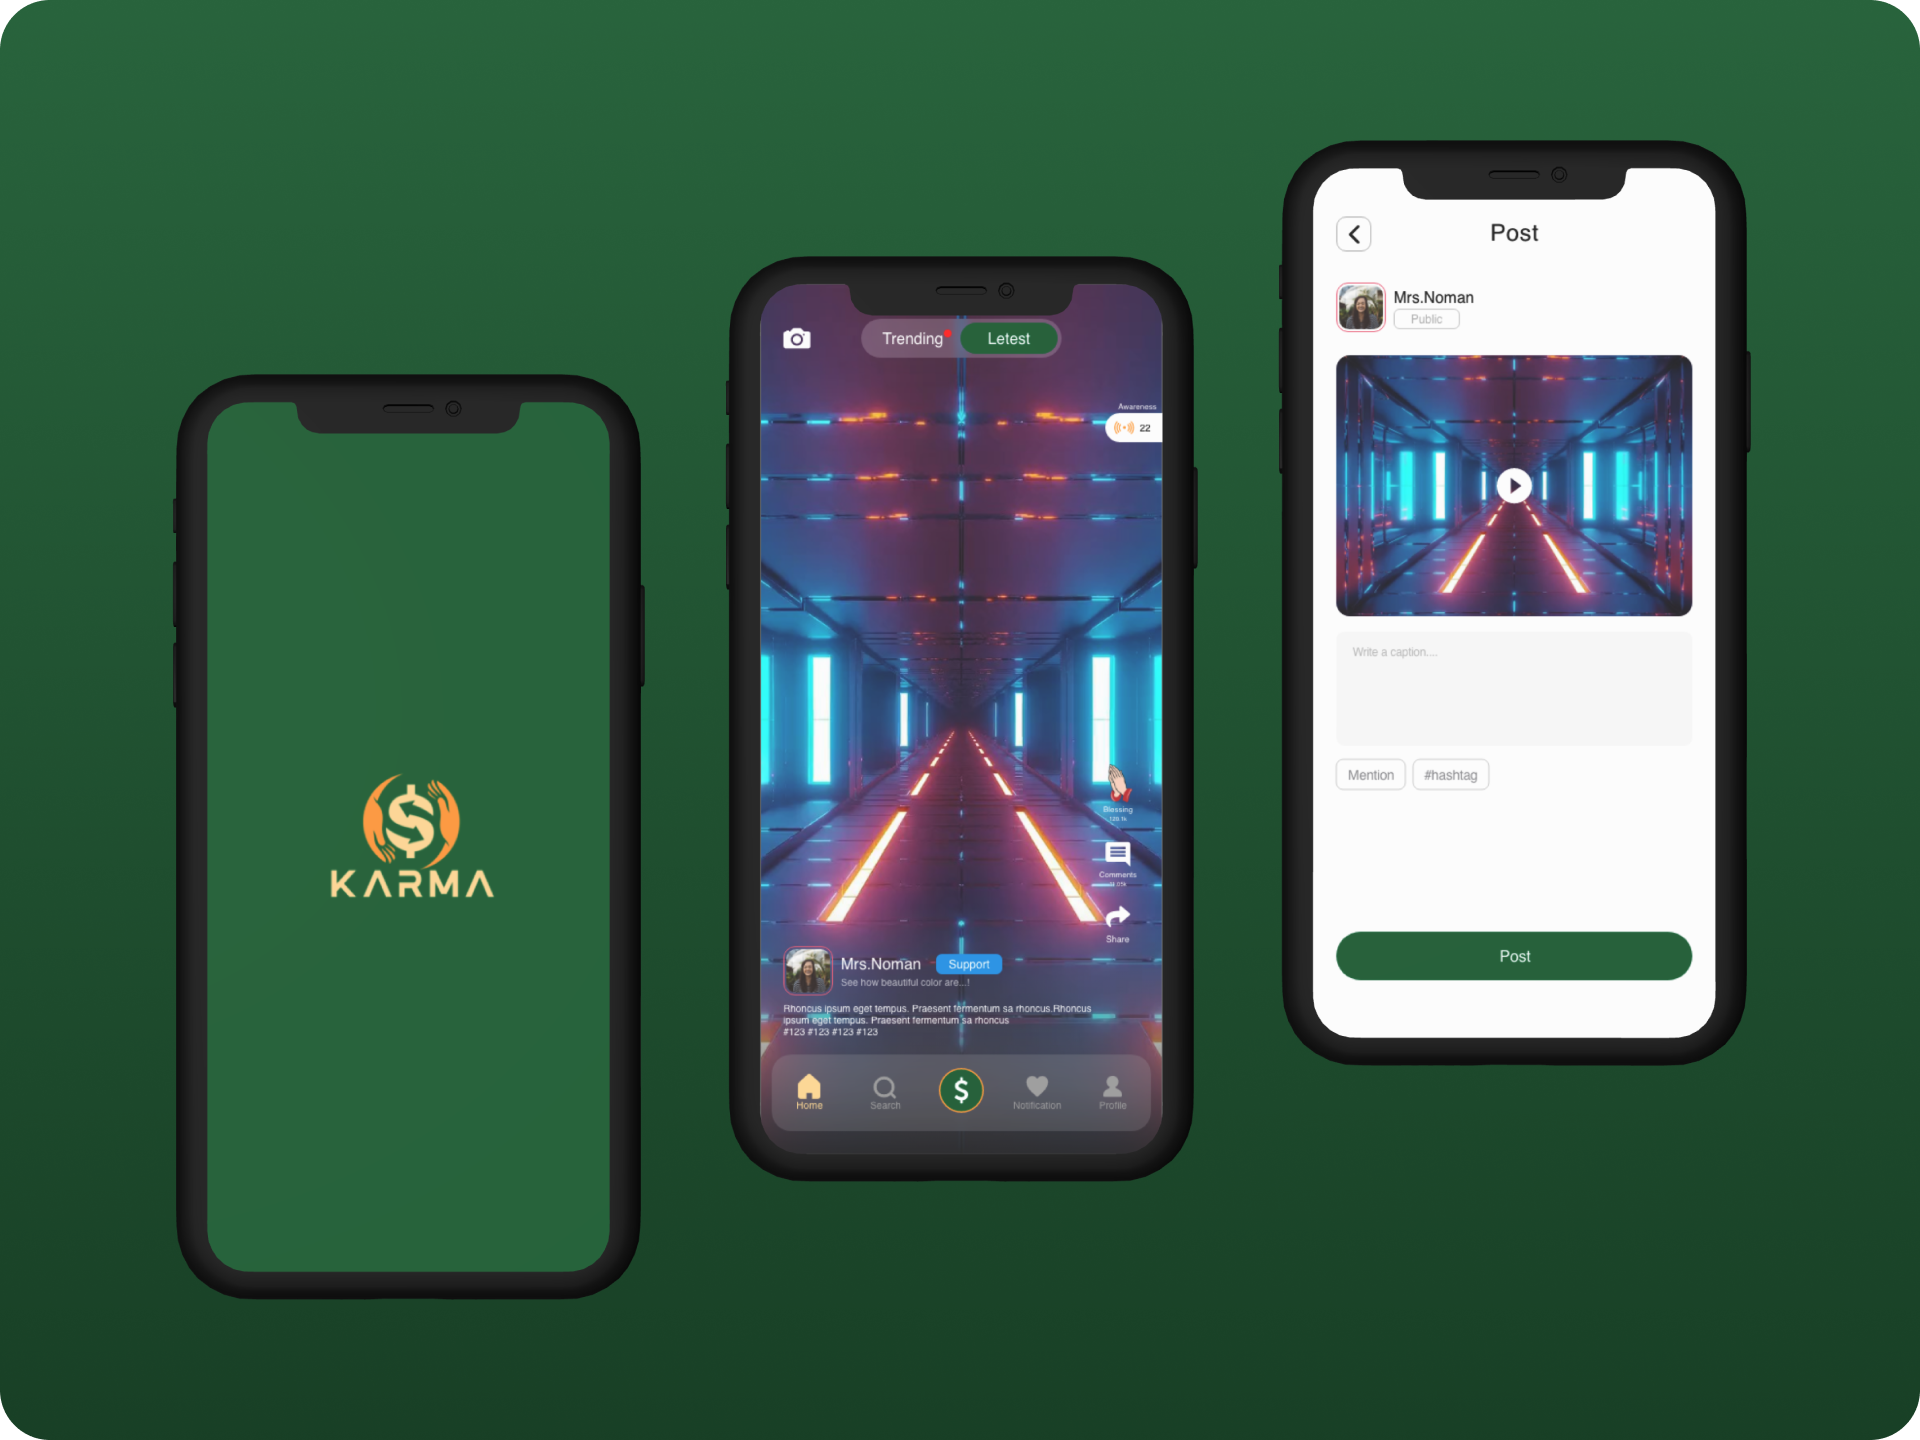 KARMA
Trending
Letest
Awareness
22
Blessing
Comments
Share
Mrs.Noman
Support
See how beautiful color are...!
Rhoncus ipsum eget tempus. Praesent fermentum sa rhoncus.Rhoncus
ipsum eget tempus. Praesent fermentum sa rhoncus
#123 #123 #123 #123
Home
Search
$
Notification
Profile
Post
Mrs.Noman
Public
Write a caption....
Mention
#hashtag
Post